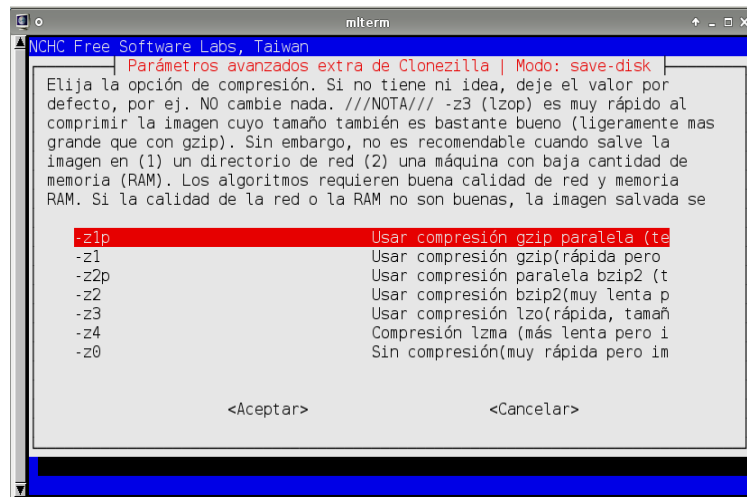 mlterm
NCHC Free Software Labs, Taiwan
Parámetros avanzados extra de Clonezilla | Modo: save-disk
Elija la opción de compresión. Si no tiene ni idea, deje el valor por
defecto, por ej. NO cambie nada. ///NOTA/// -z3 (lzop) es muy rápido al
comprimir la imagen cuyo tamaño también es bastante bueno (ligeramente mas
grande que con gzip). Sin embargo, no es recomendable cuando salve la
imagen en (1) un directorio de red (2) una máquina con baja cantidad de
memoria (RAM). Los algoritmos requieren buena calidad de red y memoria
RAM. Si la calidad de la red o la RAM no son buenas, la imagen salvada se
-z1p Usar compresión gzip paralela (te
-z1 Usar compresión gzip(rápida pero
-z2p Usar compresión paralela bzip2 (t
-z2 Usar compresión bzip2(muy lenta p
-z3 Usar compresión lzo(rápida, tamañ
-z4 Compresión lzma (más lenta pero i
-z0 Sin compresión(muy rápida pero im
<Aceptar> <Cancelar>